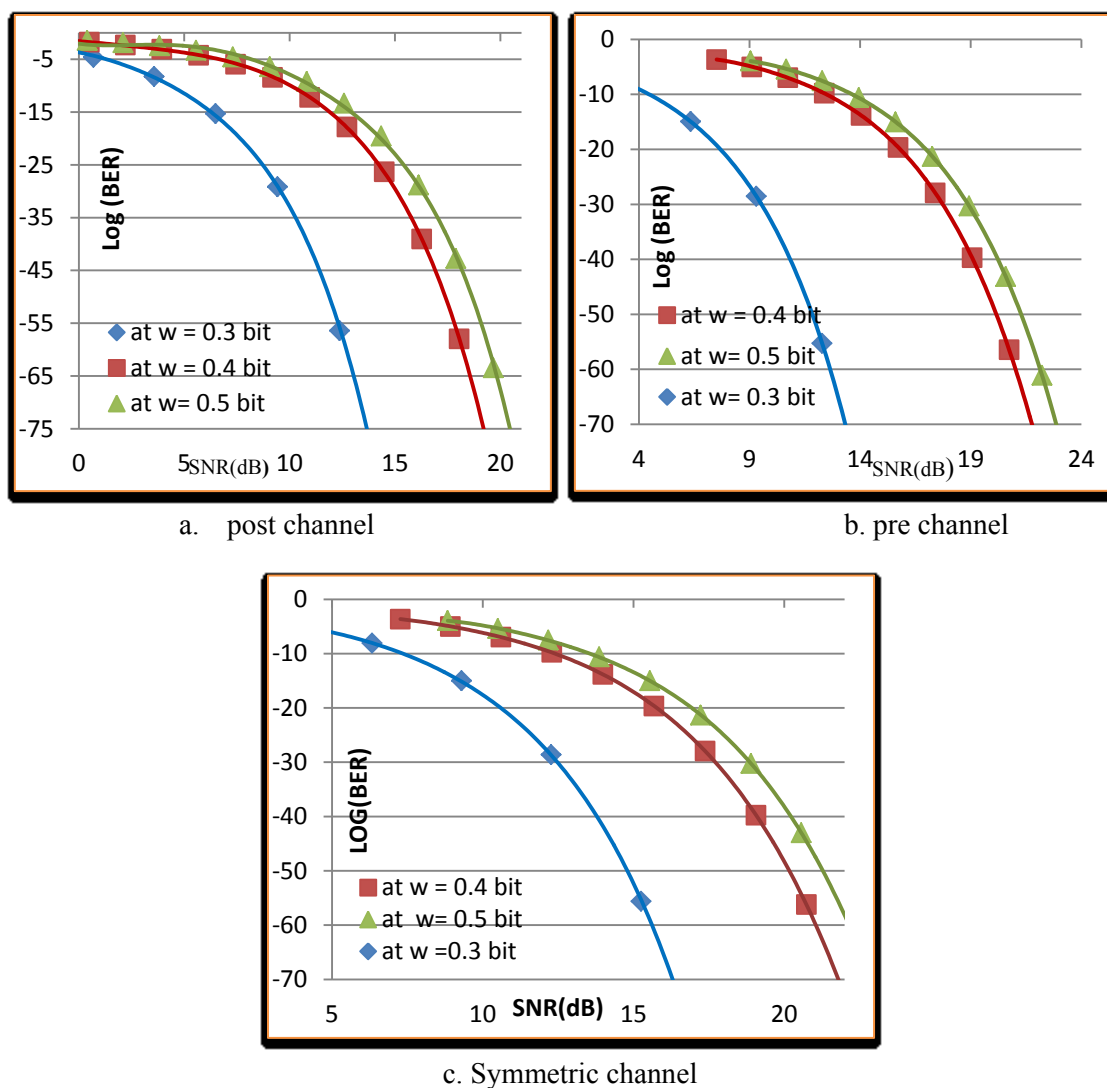 -5
-15
-25
-35
-45
-55
-65
-75
Log (BER)
at w = 0.3 bit
at w = 0.4 bit
at w= 0.5 bit
0 5 10 15 20
SNR(dB)
a. post channel
0
-10
-20
-30
-40
-50
-60
-70
Log (BER)
at w = 0.4 bit
at w= 0.5 bit
at w= 0.3 bit
4 9 14 19 24
SNR(dB)
b. pre channel
0
-10
-20
-30
-40
-50
-60
-70
LOG(BER)
at w = 0.4 bit
at w= 0.5 bit
at w =0.3 bit
5 10 15 20
SNR(dB)
c. Symmetric channel